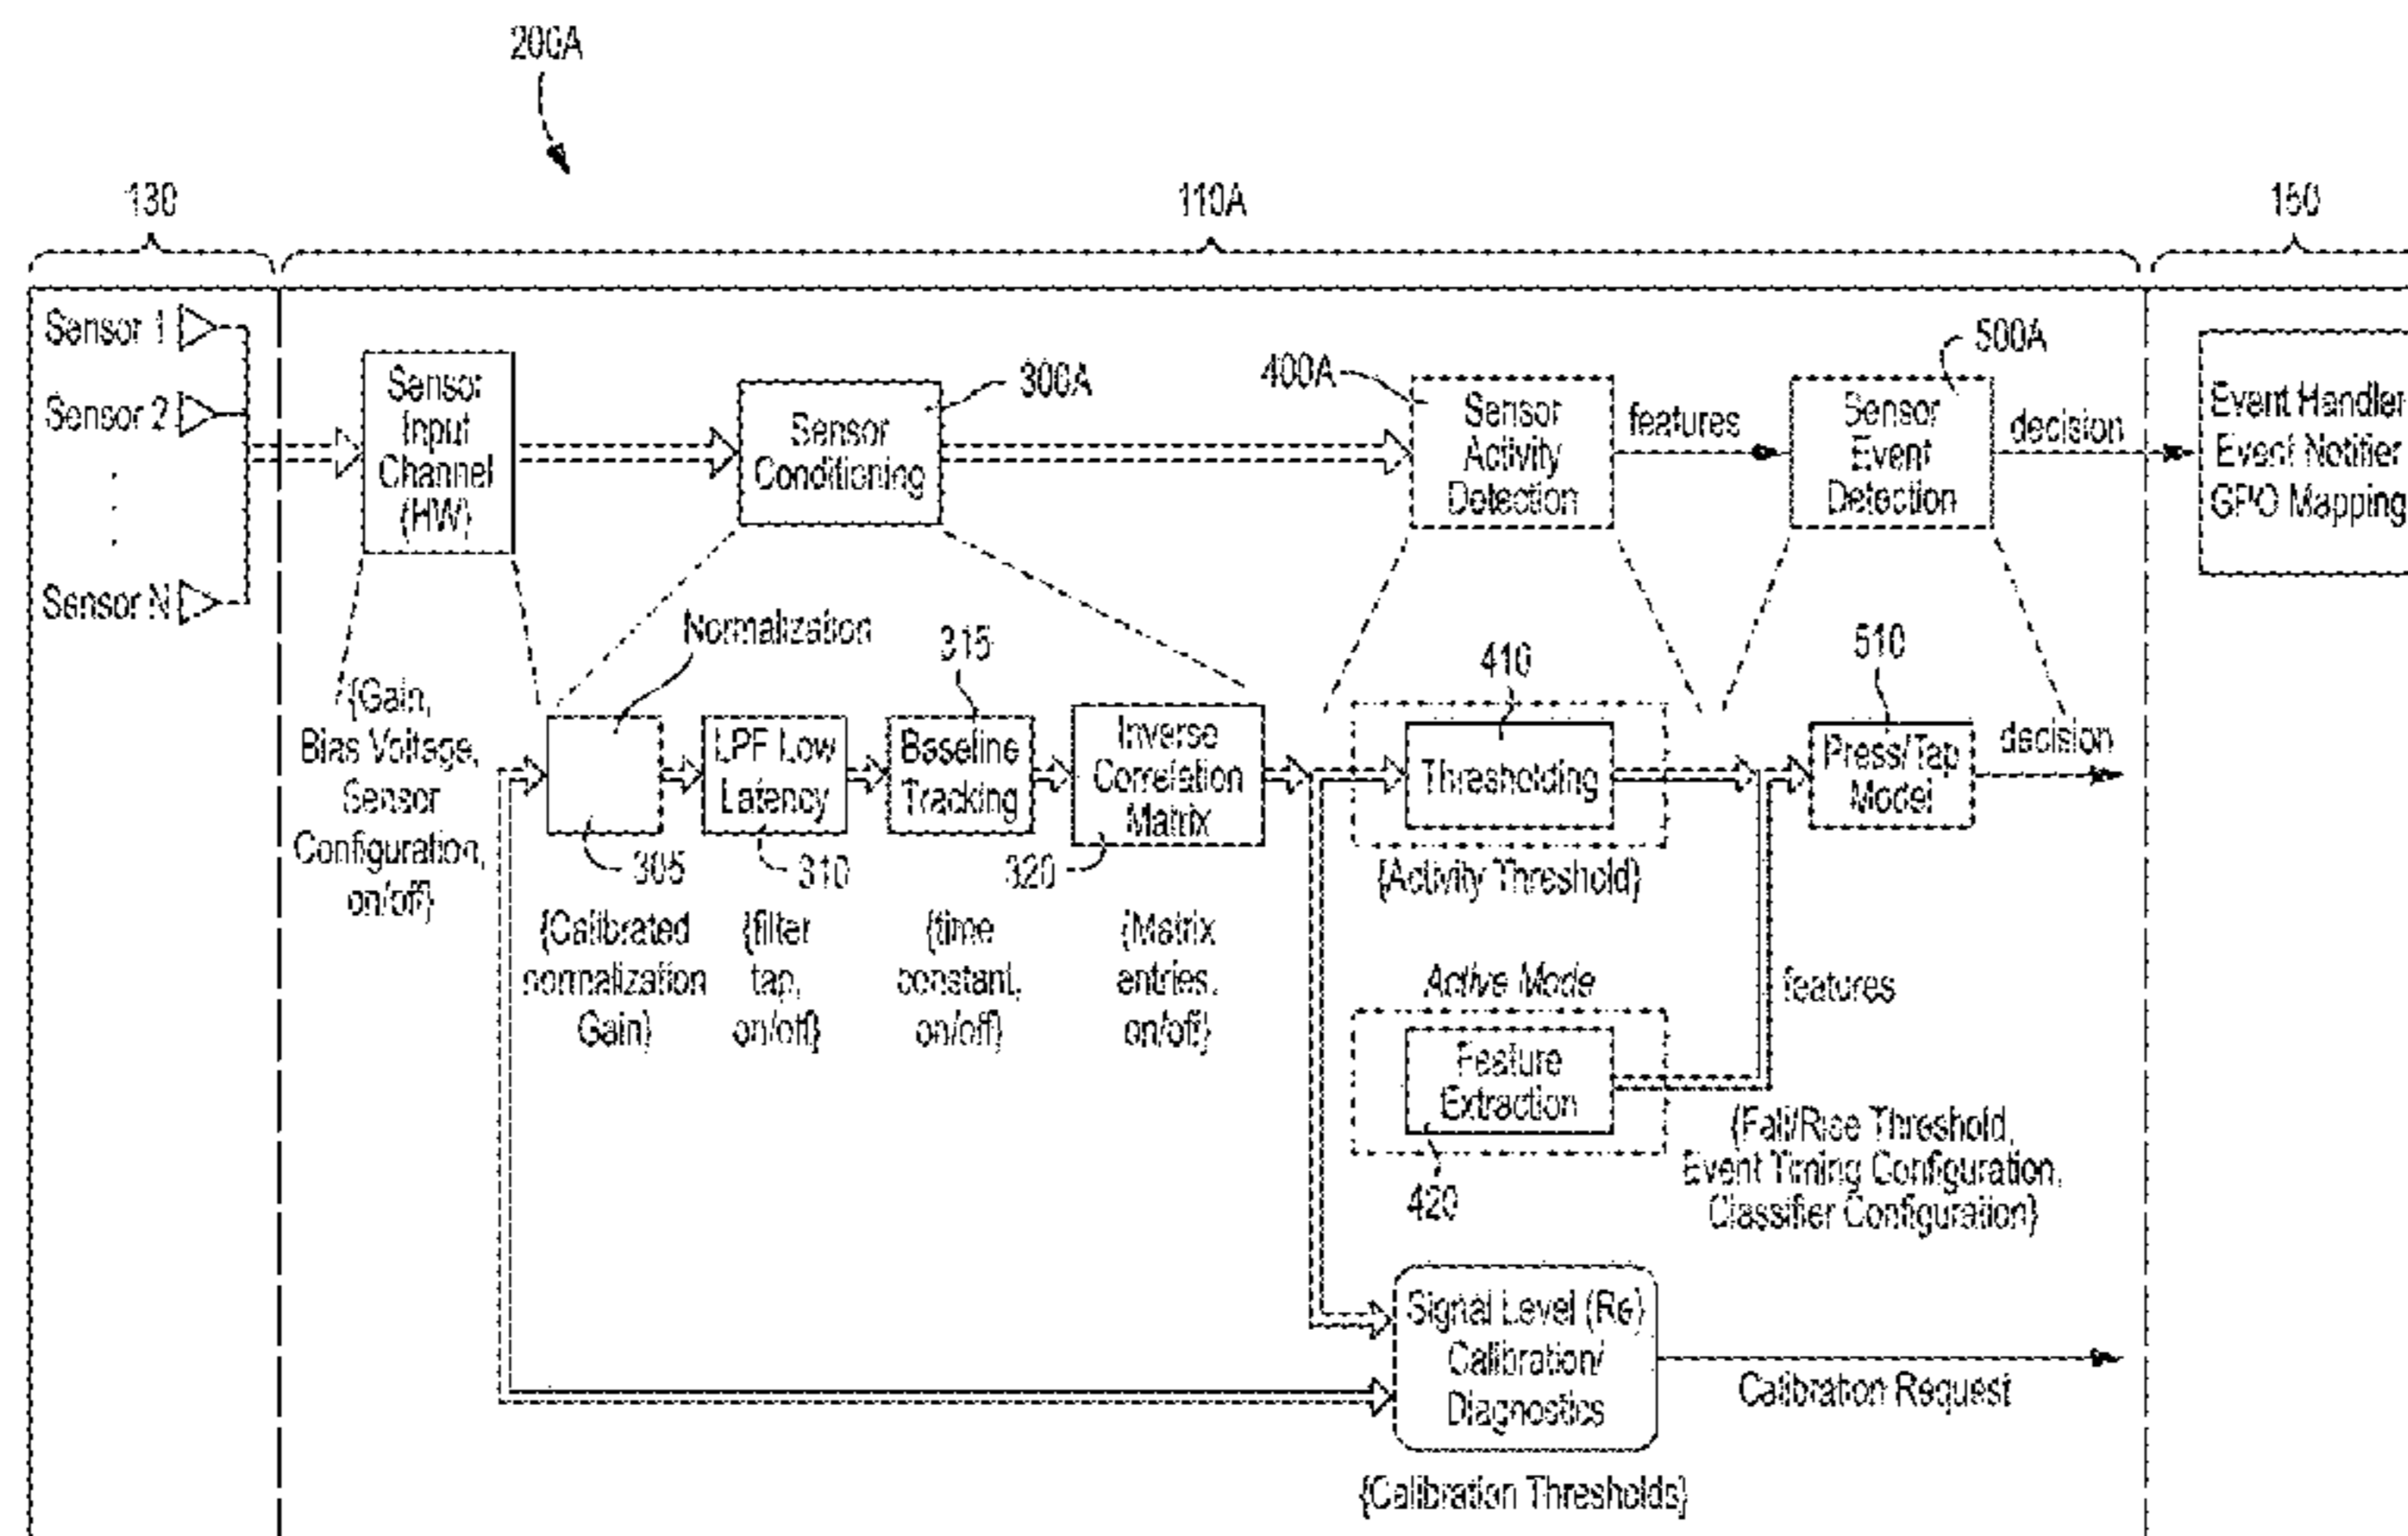 200A
130
110A
150
Sensor 1
Sensor 2
Sensor N
Sensor
Input
Channel
(HW)
Sensor
Conditioning
300A
400A
Sensor
Activity
Detection
features
500A
Sensor
Event
Detection
decision
Event Handler
Event Notifier
GPIO Mapping
{Gain,
Bias Voltage,
Sensor
Configuration,
on/off}
Normalization
305
{Calibrated
normalization
Gain}
LPF Low
Latency
310
{filter
tap,
on/off}
315
Baseline
Tracking
{time
constant,
on/off}
Inverse
Correlation
Matrix
320
{Matrix
entries,
on/off}
410
Thresholding
{Activity Threshold}
510
Press/Tap
Model
decision
Active Mode
Feature
Extraction
420
features
{Fall/Rise Threshold,
Event Timing Configuration,
Classifier Configuration}
Signal Level (Re)
Calibration/
Diagnostics
Calibration Request
{Calibration Thresholds}